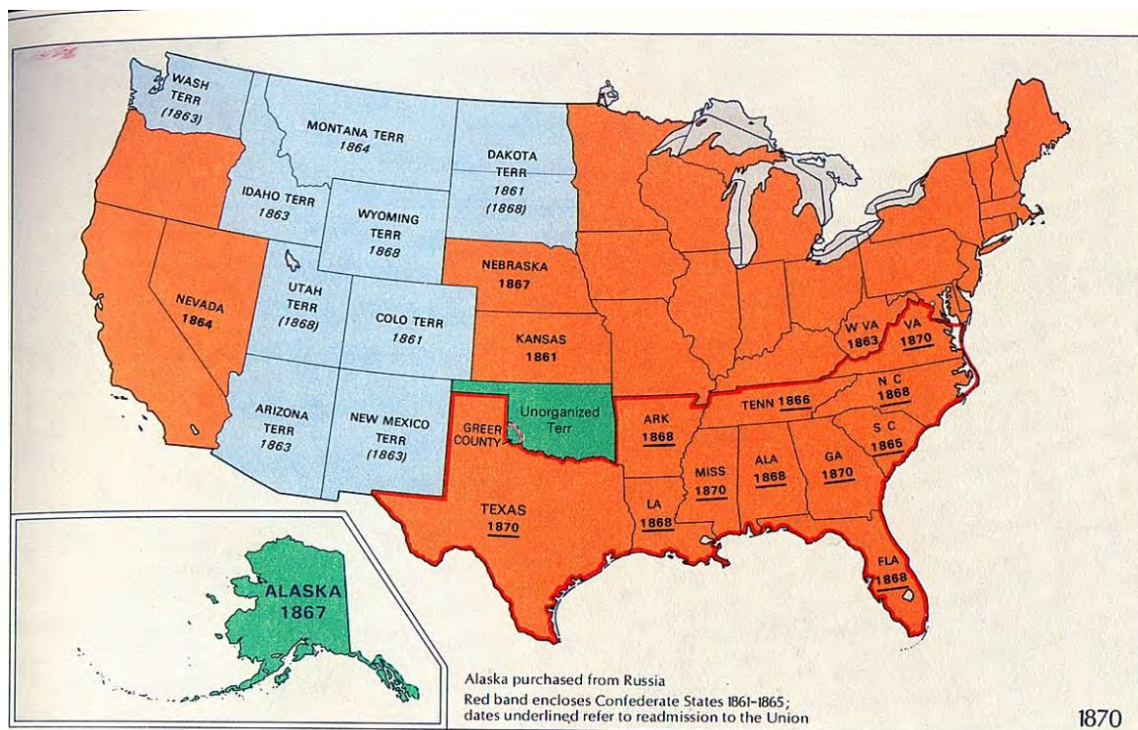 WASH
TERR
(1863)
MONTANA TERR
1864
DAKOTA
TERR
1861
(1868)
IDAHO TERR
1863
WYOMING
TERR
1868
NEBRASKA
1867
NEVADA
1864
UTAH
TERR
(1868)
COLO TERR
1861
KANSAS
1861
W VA
1863
VA
1870
ARIZONA
TERR
1863
NEW MEXICO
TERR
(1863)
GREER
COUNTY
Unorganized
Terr
ARK
1868
TENN 1866
N C
1868
S C
1865
MISS
1870
ALA
1868
GA
1870
TEXAS
1870
LA
1868
FLA
1868
ALASKA
1867
Alaska purchased from Russia
Red band encloses Confederate States 1861-1865;
dates underlined refer to readmission to the Union
1870